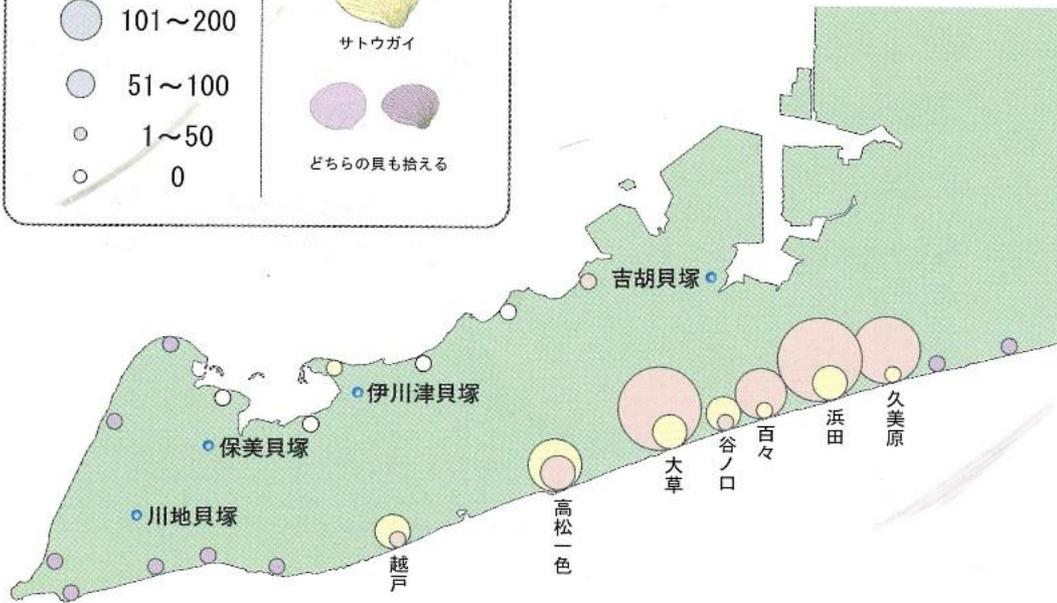 101～200
51～100
1～50
0
サトウガイ
どちらの貝も拾える
吉胡貝塚
伊川津貝塚
保美貝塚
川地貝塚
越戸
高松一色
大草
谷ノ口
百々
浜田
久美原